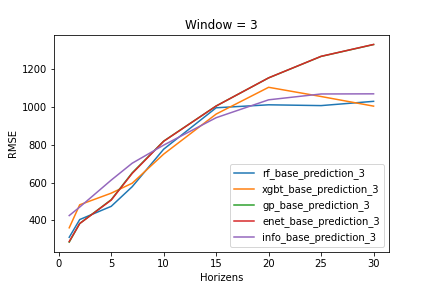 Window = 3
RMSE
1200
1000
800
600
400
0
5
10
15
20
25
30
Horizens
rf_base_prediction_3
xgbt_base_prediction_3
gp_base_prediction_3
enet_base_prediction_3
info_base_prediction_3